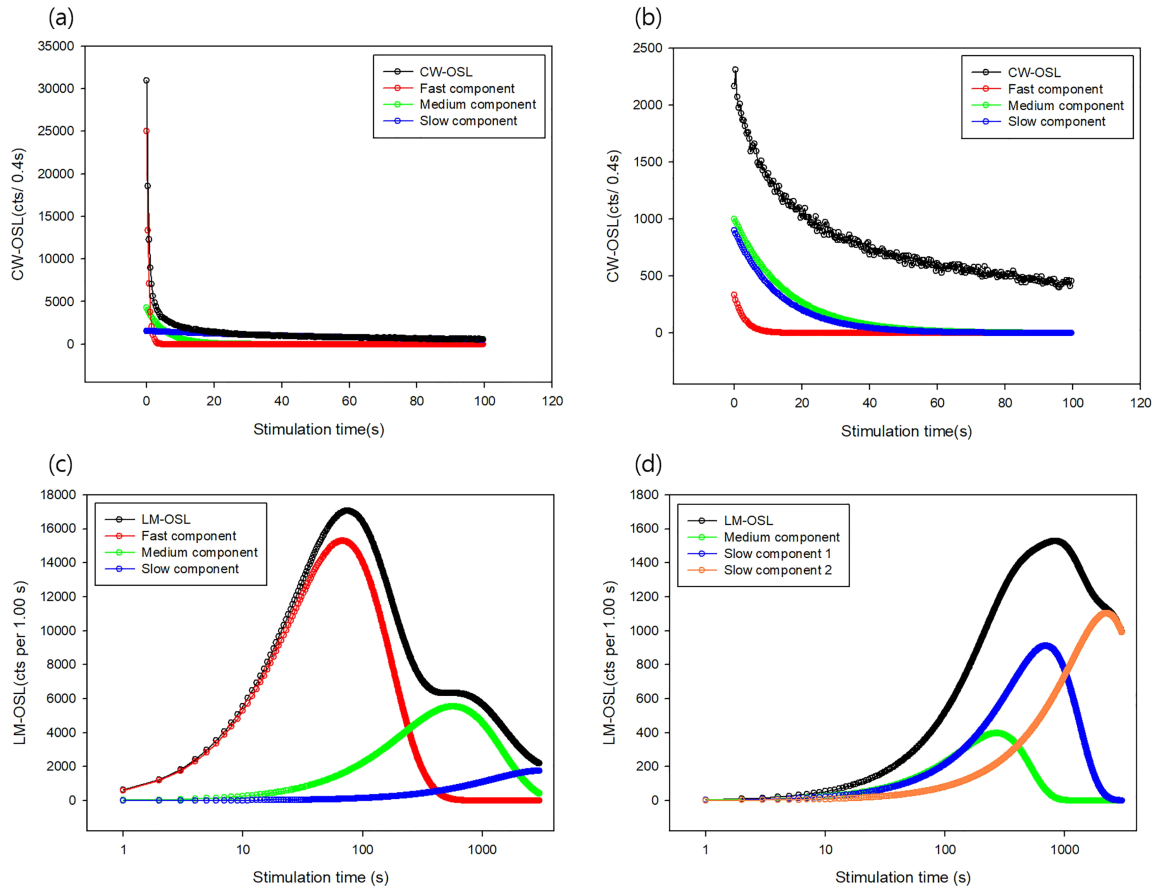 (a)
35000
30000
25000
20000
15000
10000
5000
0
CW-OSL(cts/ 0.4s)
CW-OSL
Fast component
Medium component
Slow component
0 20 40 60 80 100 120
Stimulation time(s)
(b)
2500
2000
1500
1000
500
0
-500
CW-OSL(cts/ 0.4s)
CW-OSL
Fast component
Medium component
Slow component
0 20 40 60 80 100 120
Stimulation time(s)
(c)
18000
16000
14000
12000
10000
8000
6000
4000
2000
0
LM-OSL(cts per 1.00 s)
LM-OSL
Fast component
Medium component
Slow component
1 10 100 1000
Stimulation time (s)
(d)
1800
1600
1400
1200
1000
800
600
400
200
0
LM-OSL(cts per 1.00 s)
LM-OSL
Medium component
Slow component 1
Slow component 2
1 10 100 1000
Stimulation time (s)